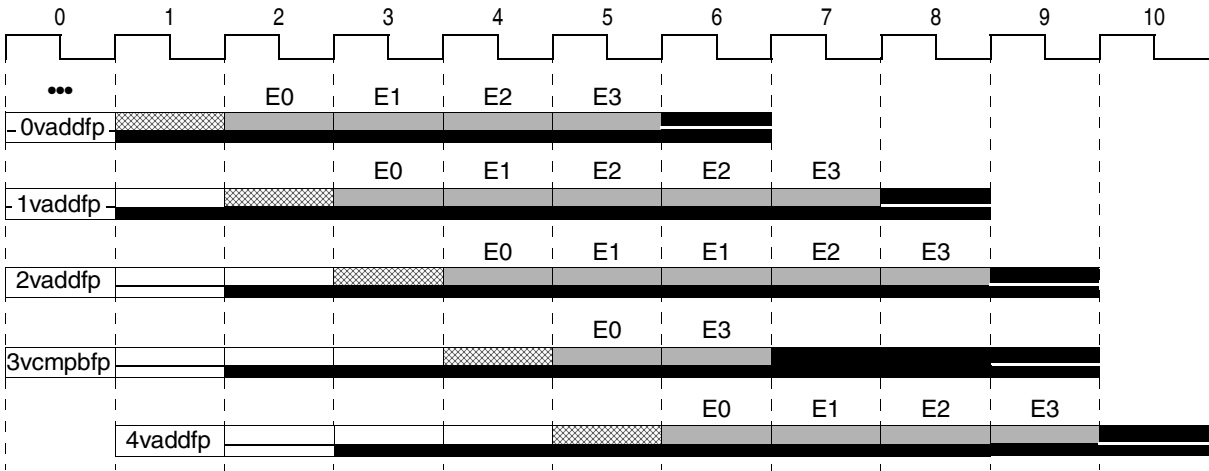 0 1 2 3 4 5 6 7 8 9 10
•••
E0 E1 E2 E3
0vaddfp
E0 E1 E2 E2 E3
1vaddfp
E0 E1 E1 E2 E3
2vaddfp
E0 E3
3vcmpbfp
E0 E1 E2 E3
4vaddfp